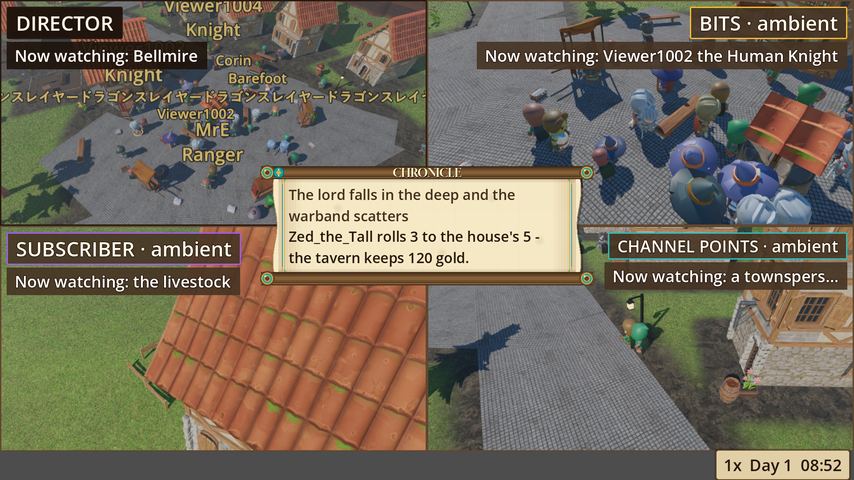 DIRECTOR
Now watching: Bellmire
Viewer1004
Knight
Corin
Knight
Barefoot
ンスレイヤードラゴンスレイヤードラゴンスレイヤードラゴンスレイヤ
Viewer1002
MrE
Ranger
BITS · ambient
Now watching: Viewer1002 the Human Knight
CHRONICLE
The lord falls in the deep and the
warband scatters
Zed_the_Tall rolls 3 to the house's 5 -
the tavern keeps 120 gold.
SUBSCRIBER · ambient
Now watching: the livestock
CHANNEL POINTS · ambient
Now watching: a townspers...
1x Day 1 08:52